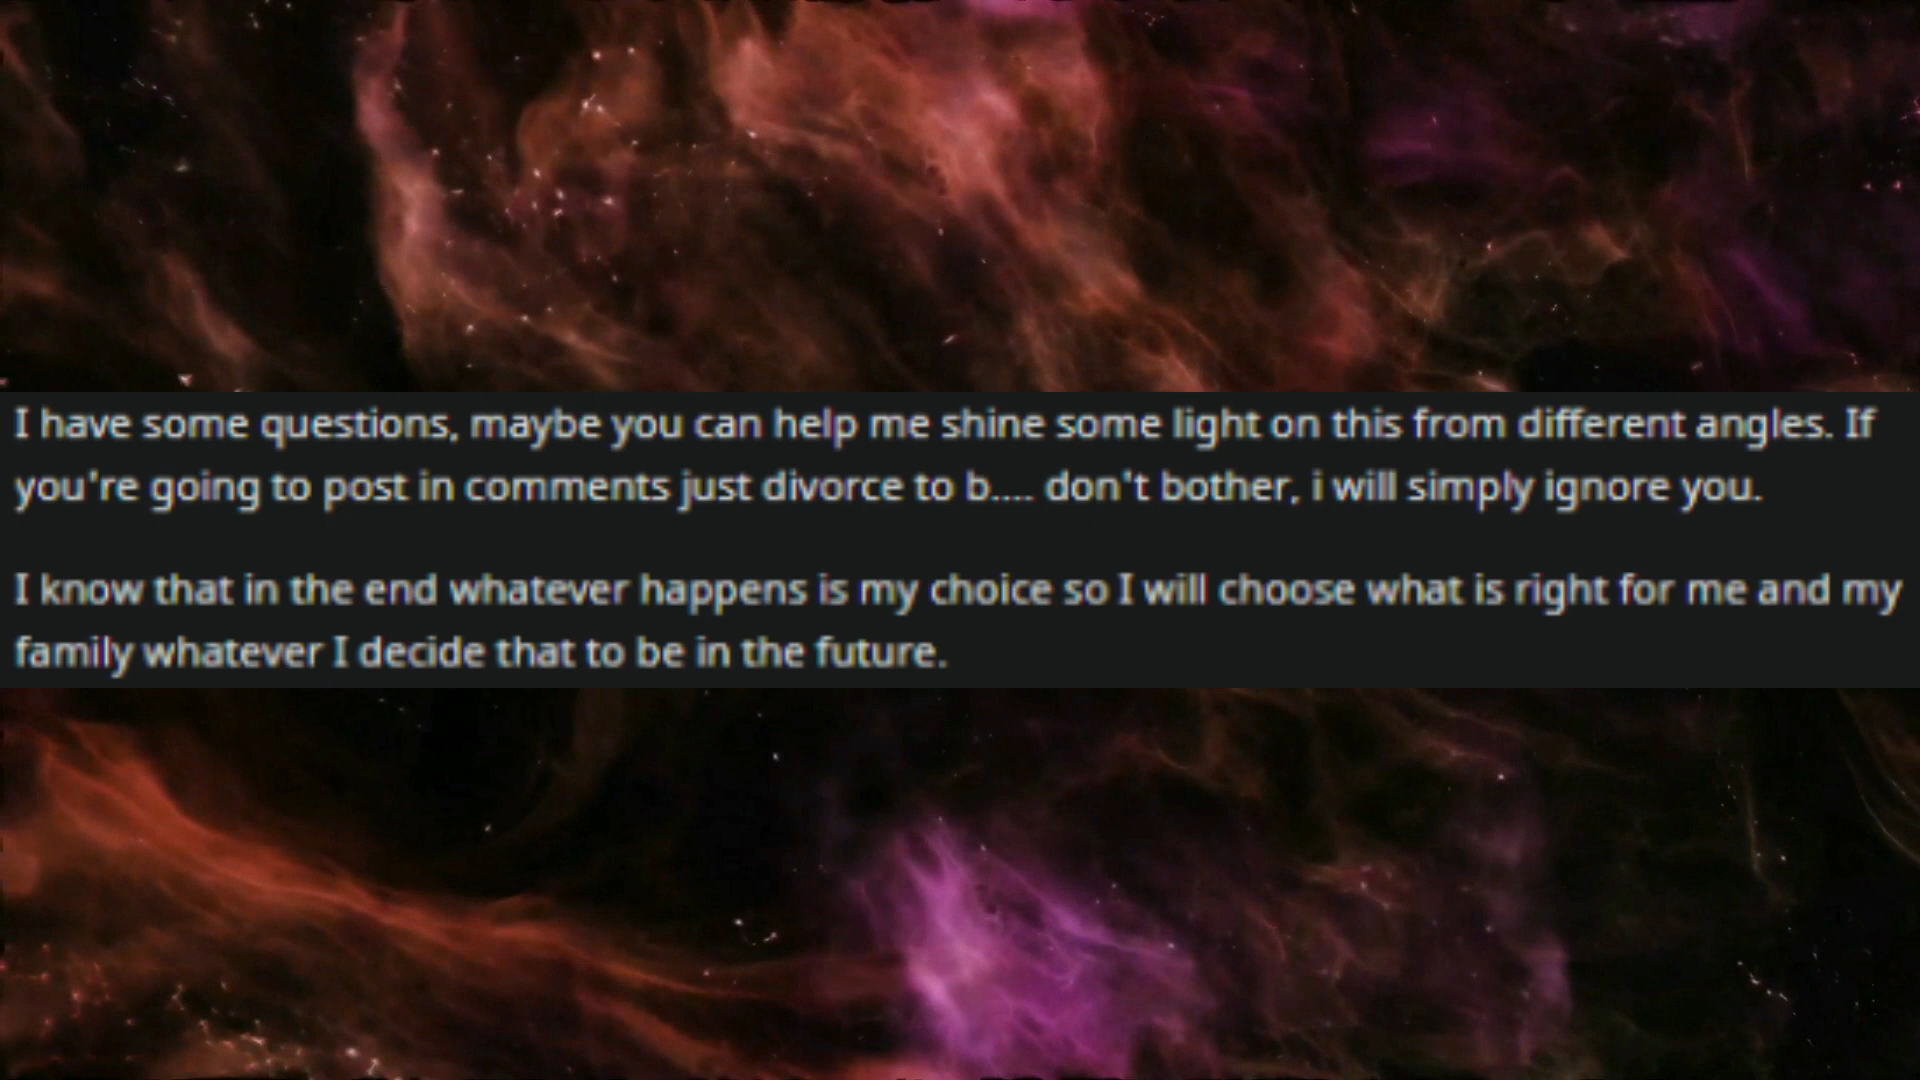 I have some questions, maybe you can help me shine some light on this from different angles. If
you're going to post in comments just divorce to b.... don't bother, i will simply ignore you.
I know that in the end whatever happens is my choice so I will choose what is right for me and my
family whatever I decide that to be in the future.